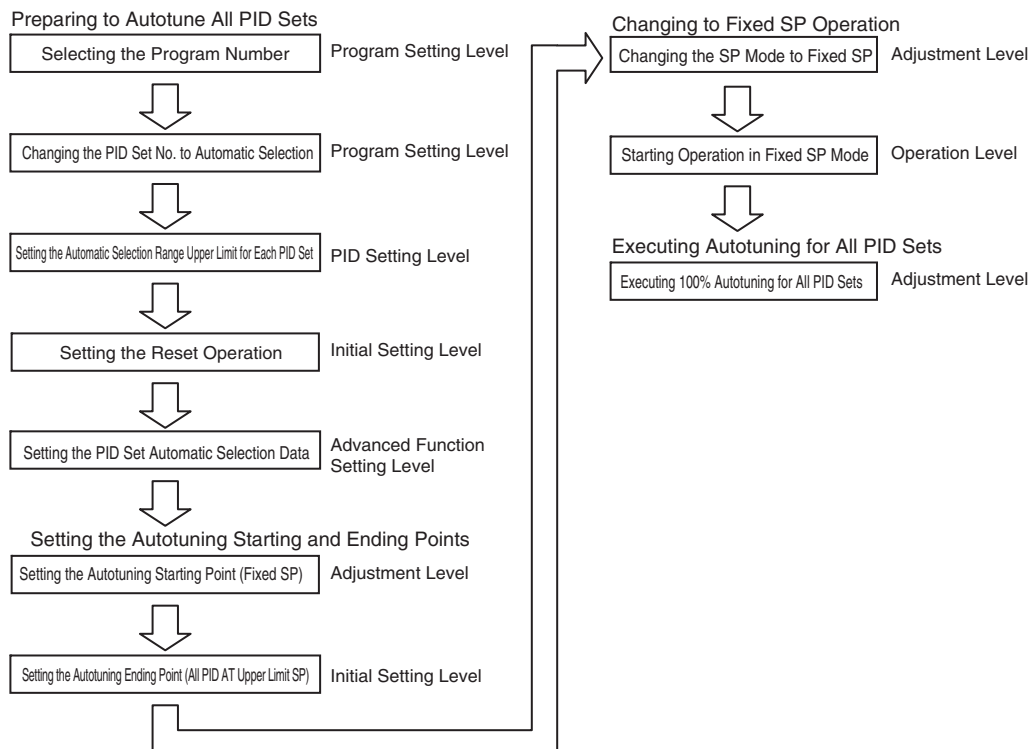 Preparing to Autotune All PID Sets
Selecting the Program Number
Program Setting Level
Changing the PID Set No. to Automatic Selection
Program Setting Level
Setting the Automatic Selection Range Upper Limit for Each PID Set
PID Setting Level
Setting the Reset Operation
Initial Setting Level
Setting the PID Set Automatic Selection Data
Advanced Function
Setting Level
Setting the Autotuning Starting and Ending Points
Setting the Autotuning Starting Point (Fixed SP)
Adjustment Level
Setting the Autotuning Ending Point (All PID AT Upper Limit SP)
Initial Setting Level
Changing to Fixed SP Operation
Changing the SP Mode to Fixed SP
Adjustment Level
Starting Operation in Fixed SP Mode
Operation Level
Executing Autotuning for All PID Sets
Executing 100% Autotuning for All PID Sets
Adjustment Level